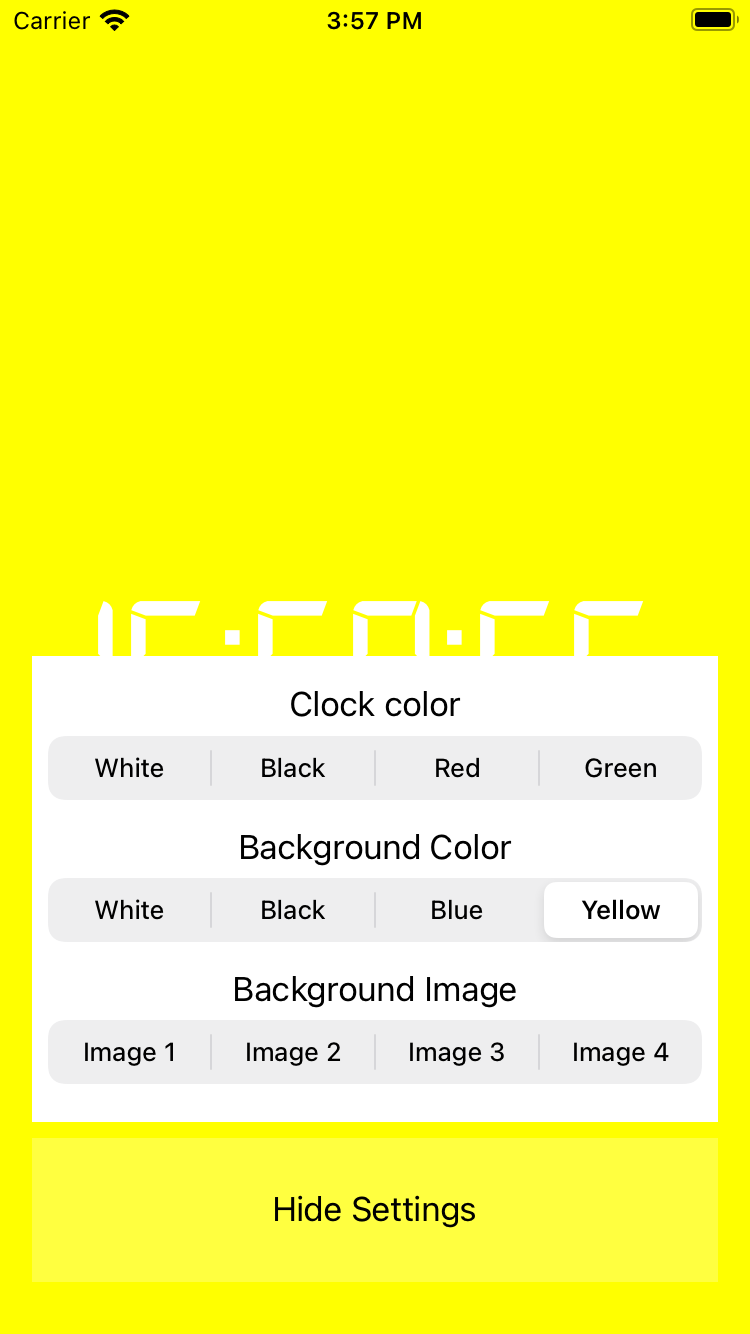 Carrier 3:57 PM
Clock color
White Black Red Green
Background Color
White Black Blue Yellow
Background Image
Image 1 Image 2 Image 3 Image 4
Hide Settings